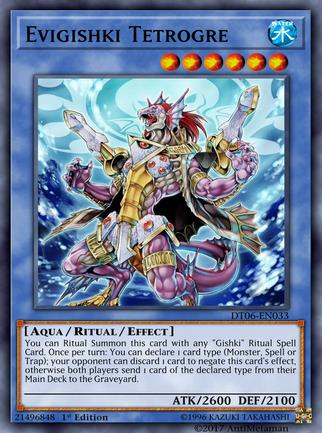 Evigishki Tetrogre
WATER
水
DT06-EN033
[Aqua / Ritual / Effect]
You can Ritual Summon this card with any "Gishki" Ritual Spell
Card. Once per turn: You can declare 1 card type (Monster, Spell or
Trap); your opponent can discard 1 card to negate this card's effect,
otherwise both players send 1 card of the declared type from their
Main Deck to the Graveyard.
ATK/2600 DEF/2100
21496848 1st Edition ©1996 KAZUKI TAKAHASHI
©2017 AntiMetaman